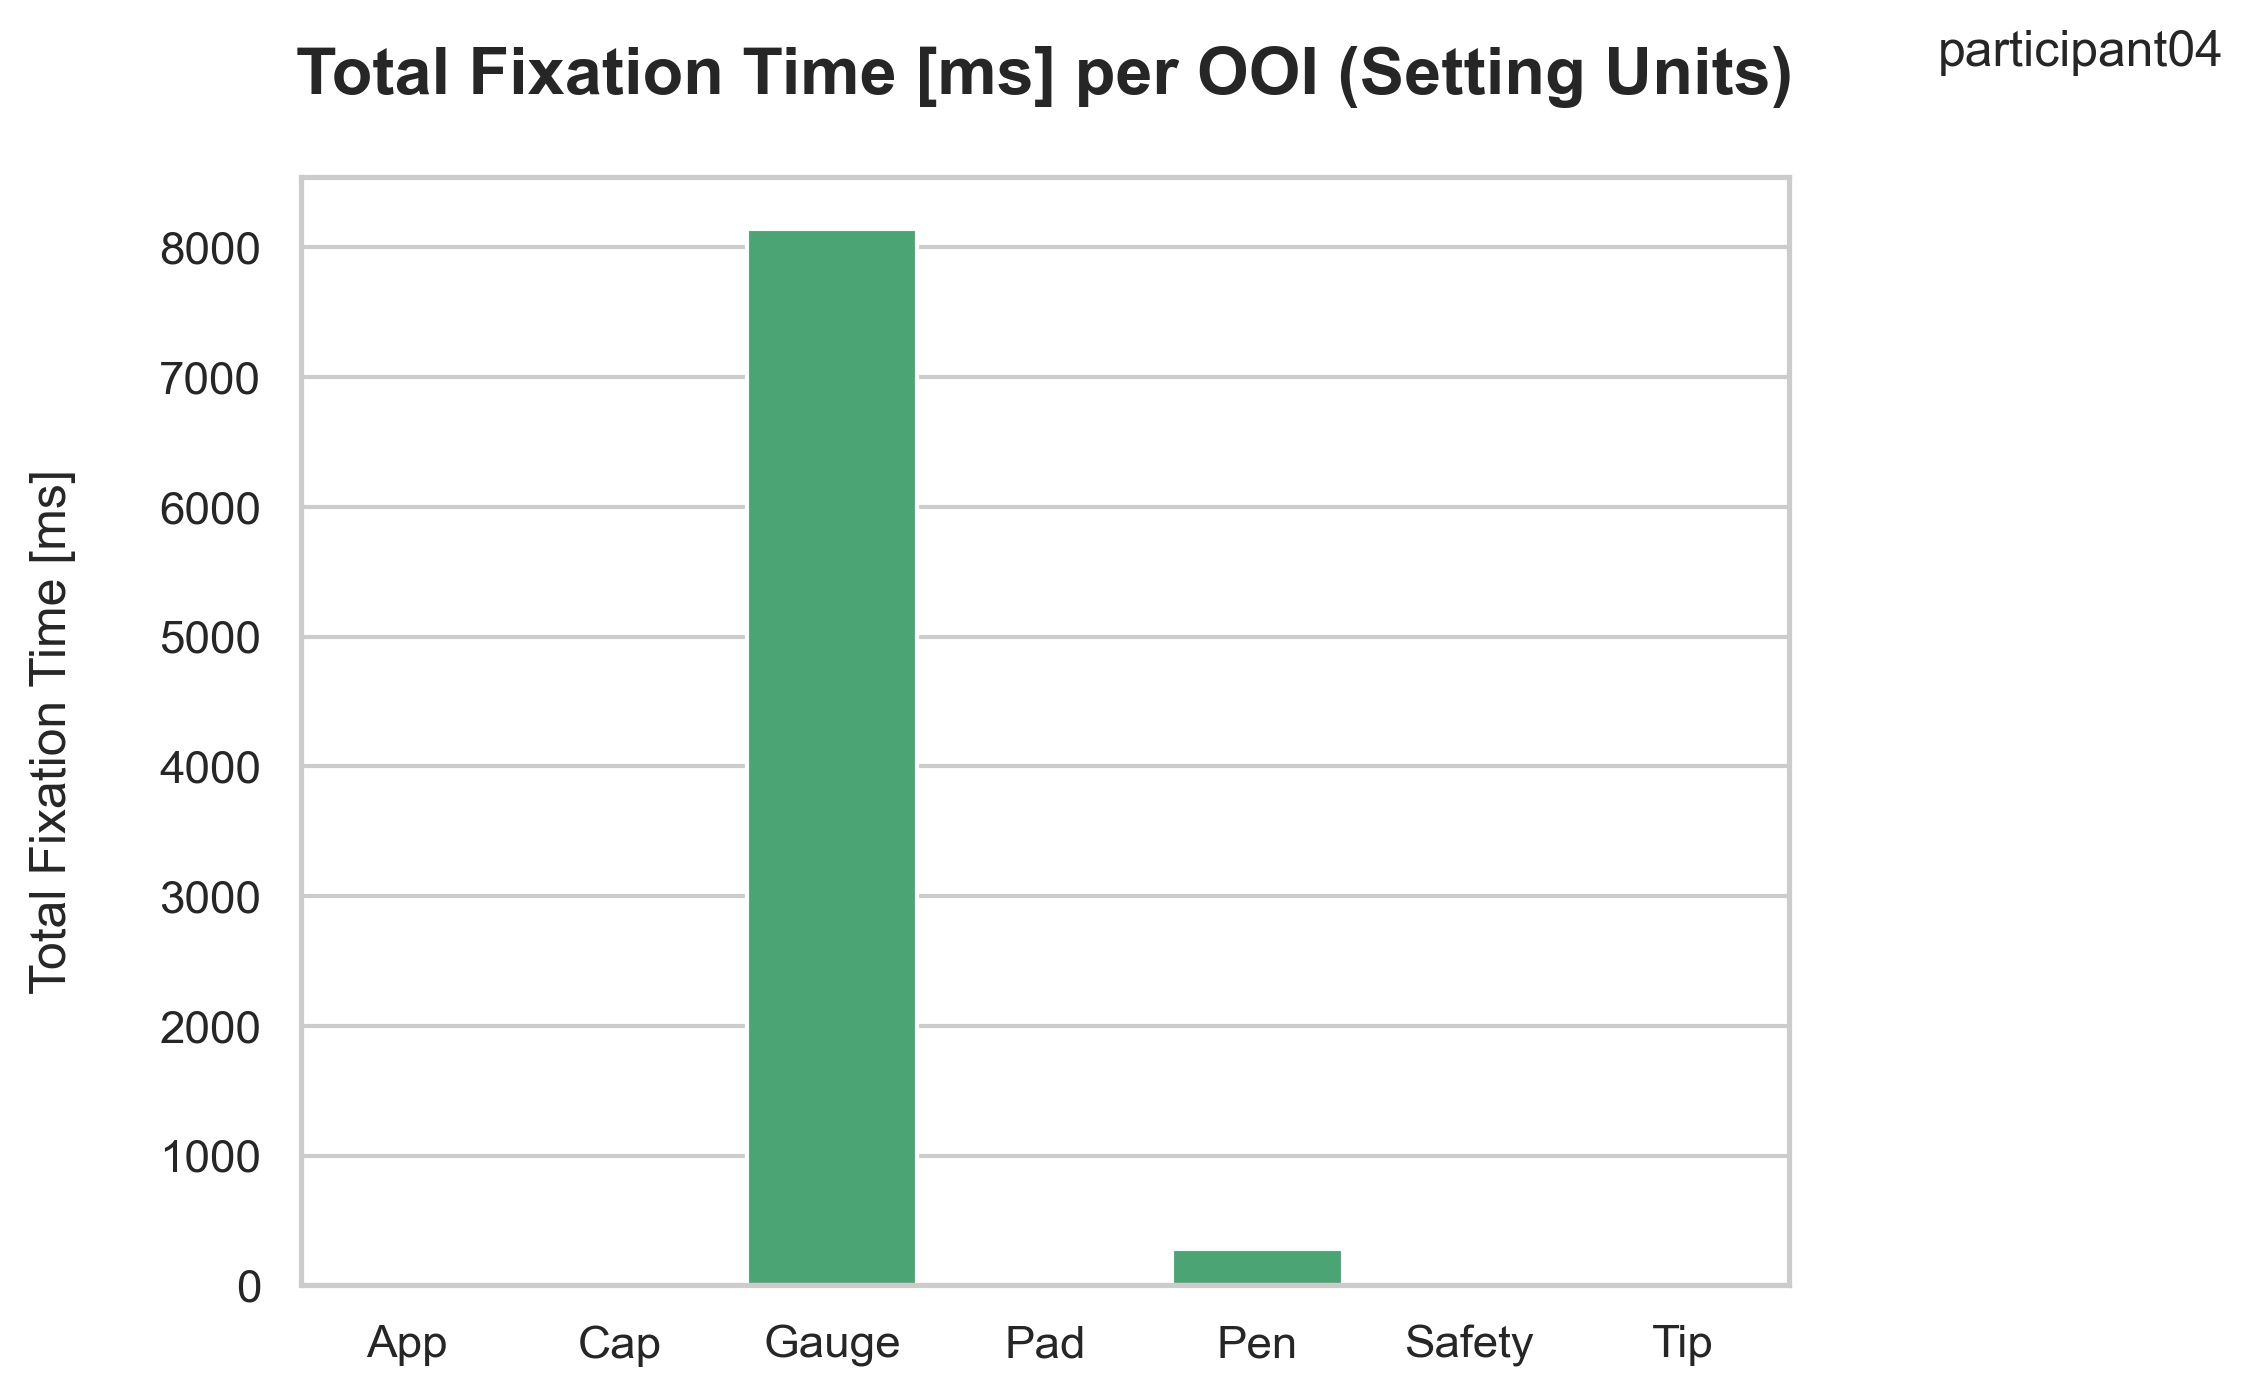 Total Fixation Time [ms] per OOI (Setting Units)
participant04
Total Fixation Time [ms]
8000
7000
6000
5000
4000
3000
2000
1000
0
App Cap Gauge Pad Pen Safety Tip